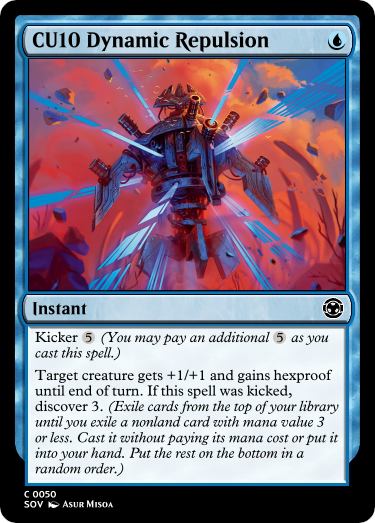 CU10 Dynamic Repulsion
Instant
Kicker 5 (You may pay an additional 5 as you
cast this spell.)
Target creature gets +1/+1 and gains hexproof
until end of turn. If this spell was kicked,
discover 3. (Exile cards from the top of your library
until you exile a nonland card with mana value 3
or less. Cast it without paying its mana cost or put it
into your hand. Put the rest on the bottom in a
random order.)
C 0050
SOV Asur Misoa